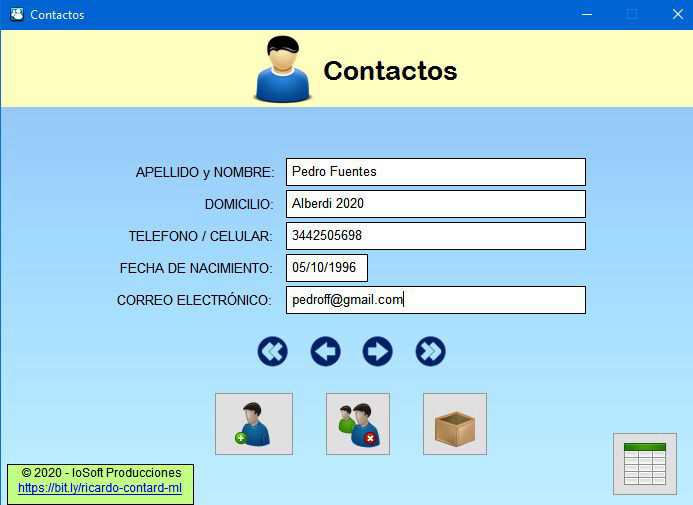 Contactos
Contactos
APELLIDO y NOMBRE: Pedro Fuentes
DOMICILIO: Alberdi 2020
TELEFONO / CELULAR: 3442505698
FECHA DE NACIMIENTO: 05/10/1996
CORREO ELECTRÓNICO: pedroff@gmail.com
© 2020 - IoSoft Producciones
https://bit.ly/ricardo-contard-ml